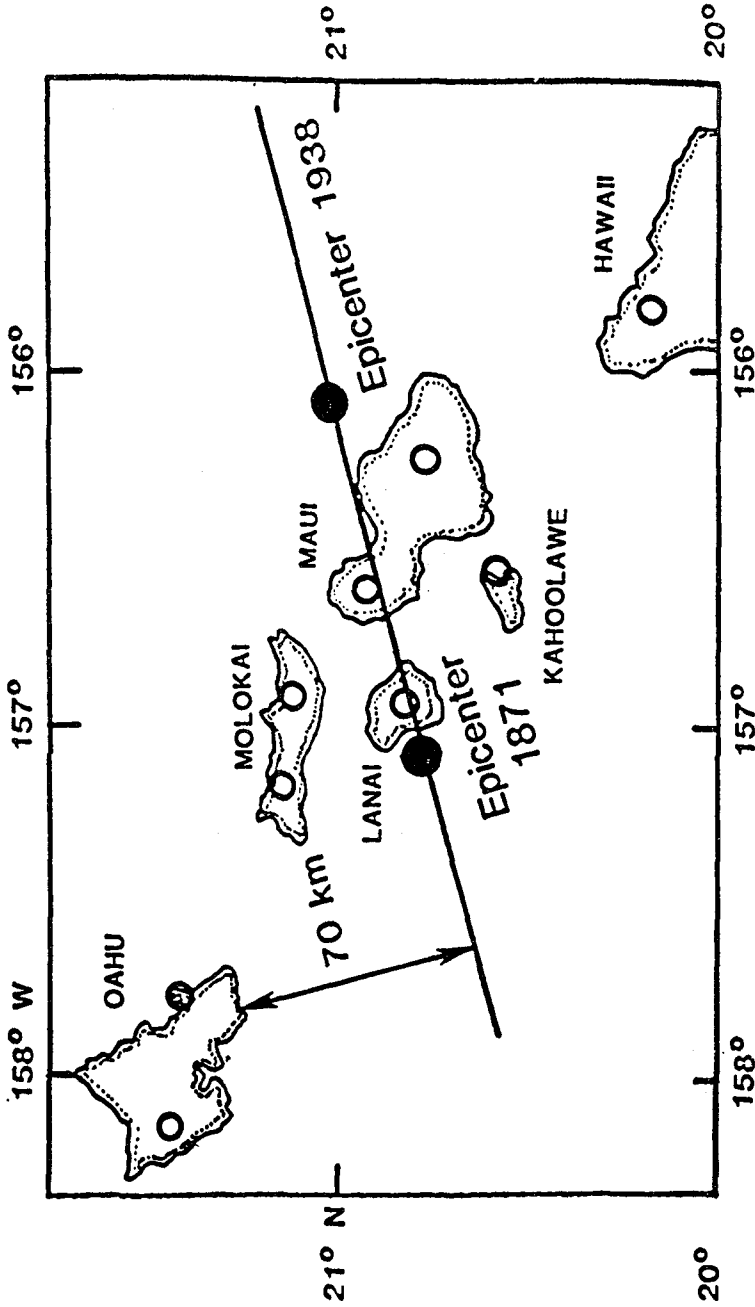 158° W
157°
156°
OAHU
MOLOKAI
MAUI
Epicenter 1938
21° N
21°
70 km
LANAI
Epicenter
1871
KAHOOLAWE
HAWAII
20°
20°
158°
157°
156°